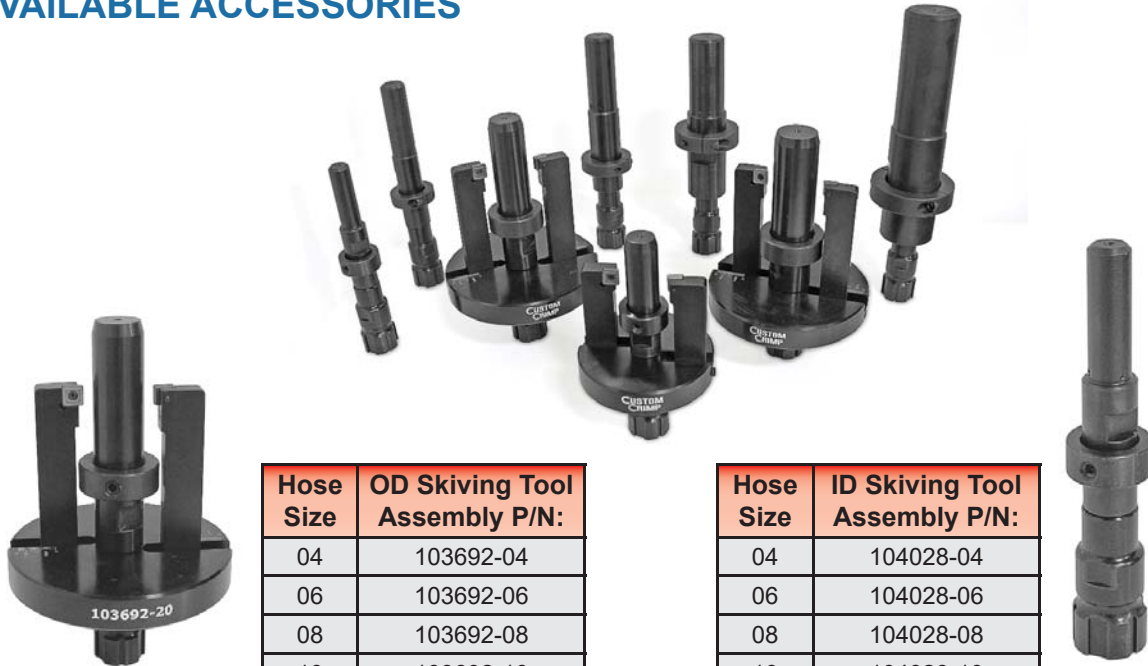 VAILABLE ACCESSORIES
CUSTOM
CRIMP
CUSTOM
CRIMP
CUSTOM
CRIMP
103692-20
Hose Size OD Skiving Tool Assembly P/N:
04 103692-04
06 103692-06
08 103692-08
Hose Size ID Skiving Tool Assembly P/N:
04 104028-04
06 104028-06
08 104028-08